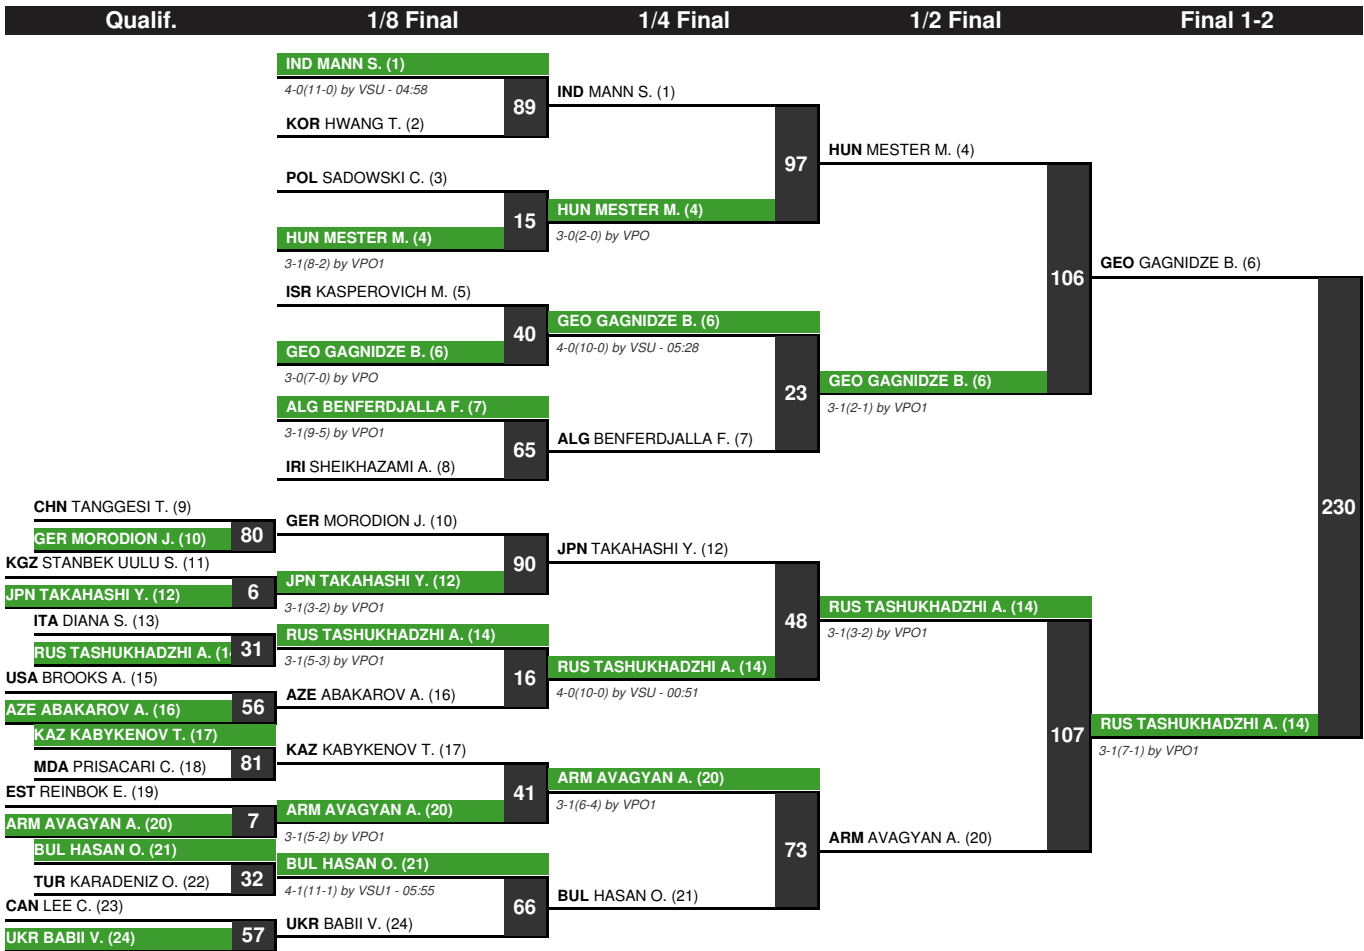 Qualif. 1/8 Final 1/4 Final 1/2 Final Final 1-2
IND MANN S. (1)
4-0(11-0) by VSU - 04:58
89
KOR HWANG T. (2)
IND MANN S. (1)
POL SADOWSKI C. (3)
15
HUN MESTER M. (4)
3-1(8-2) by VPO1
97
HUN MESTER M. (4)
3-0(2-0) by VPO
HUN MESTER M. (4)
ISR KASPEROVICH M. (5)
40
GEO GAGNIDZE B. (6)
3-0(7-0) by VPO
GEO GAGNIDZE B. (6)
4-0(10-0) by VSU - 05:28
ALG BENFERDJALLA F. (7)
3-1(9-5) by VPO1
65
IRI SHEIKHAZAMI A. (8)
23
ALG BENFERDJALLA F. (7)
GEO GAGNIDZE B. (6)
3-1(2-1) by VPO1
106
GEO GAGNIDZE B. (6)
230
CHN TANGGESI T. (9)
80
GER MORODION J. (10)
GER MORODION J. (10)
KGZ STANBEK UULU S. (11)
6
JPN TAKAHASHI Y. (12)
90
JPN TAKAHASHI Y. (12)
3-1(3-2) by VPO1
JPN TAKAHASHI Y. (12)
ITA DIANA S. (13)
31
RUS TASHUKHADZHI A. (1
RUS TASHUKHADZHI A. (14)
3-1(5-3) by VPO1
USA BROOKS A. (15)
56
AZE ABAKAROV A. (16)
16
AZE ABAKAROV A. (16)
48
RUS TASHUKHADZHI A. (14)
4-0(10-0) by VSU - 00:51
RUS TASHUKHADZHI A. (14)
3-1(3-2) by VPO1
KAZ KABYKENOV T. (17)
81
MDA PRISACARI C. (18)
KAZ KABYKENOV T. (17)
EST REINBOK E. (19)
7
ARM AVAGYAN A. (20)
41
ARM AVAGYAN A. (20)
3-1(5-2) by VPO1
ARM AVAGYAN A. (20)
3-1(6-4) by VPO1
BUL HASAN O. (21)
32
TUR KARADENIZ O. (22)
BUL HASAN O. (21)
4-1(11-1) by VSU1 - 05:55
CAN LEE C. (23)
57
UKR BABII V. (24)
66
UKR BABII V. (24)
73
BUL HASAN O. (21)
ARM AVAGYAN A. (20)
107
RUS TASHUKHADZHI A. (14)
3-1(7-1) by VPO1